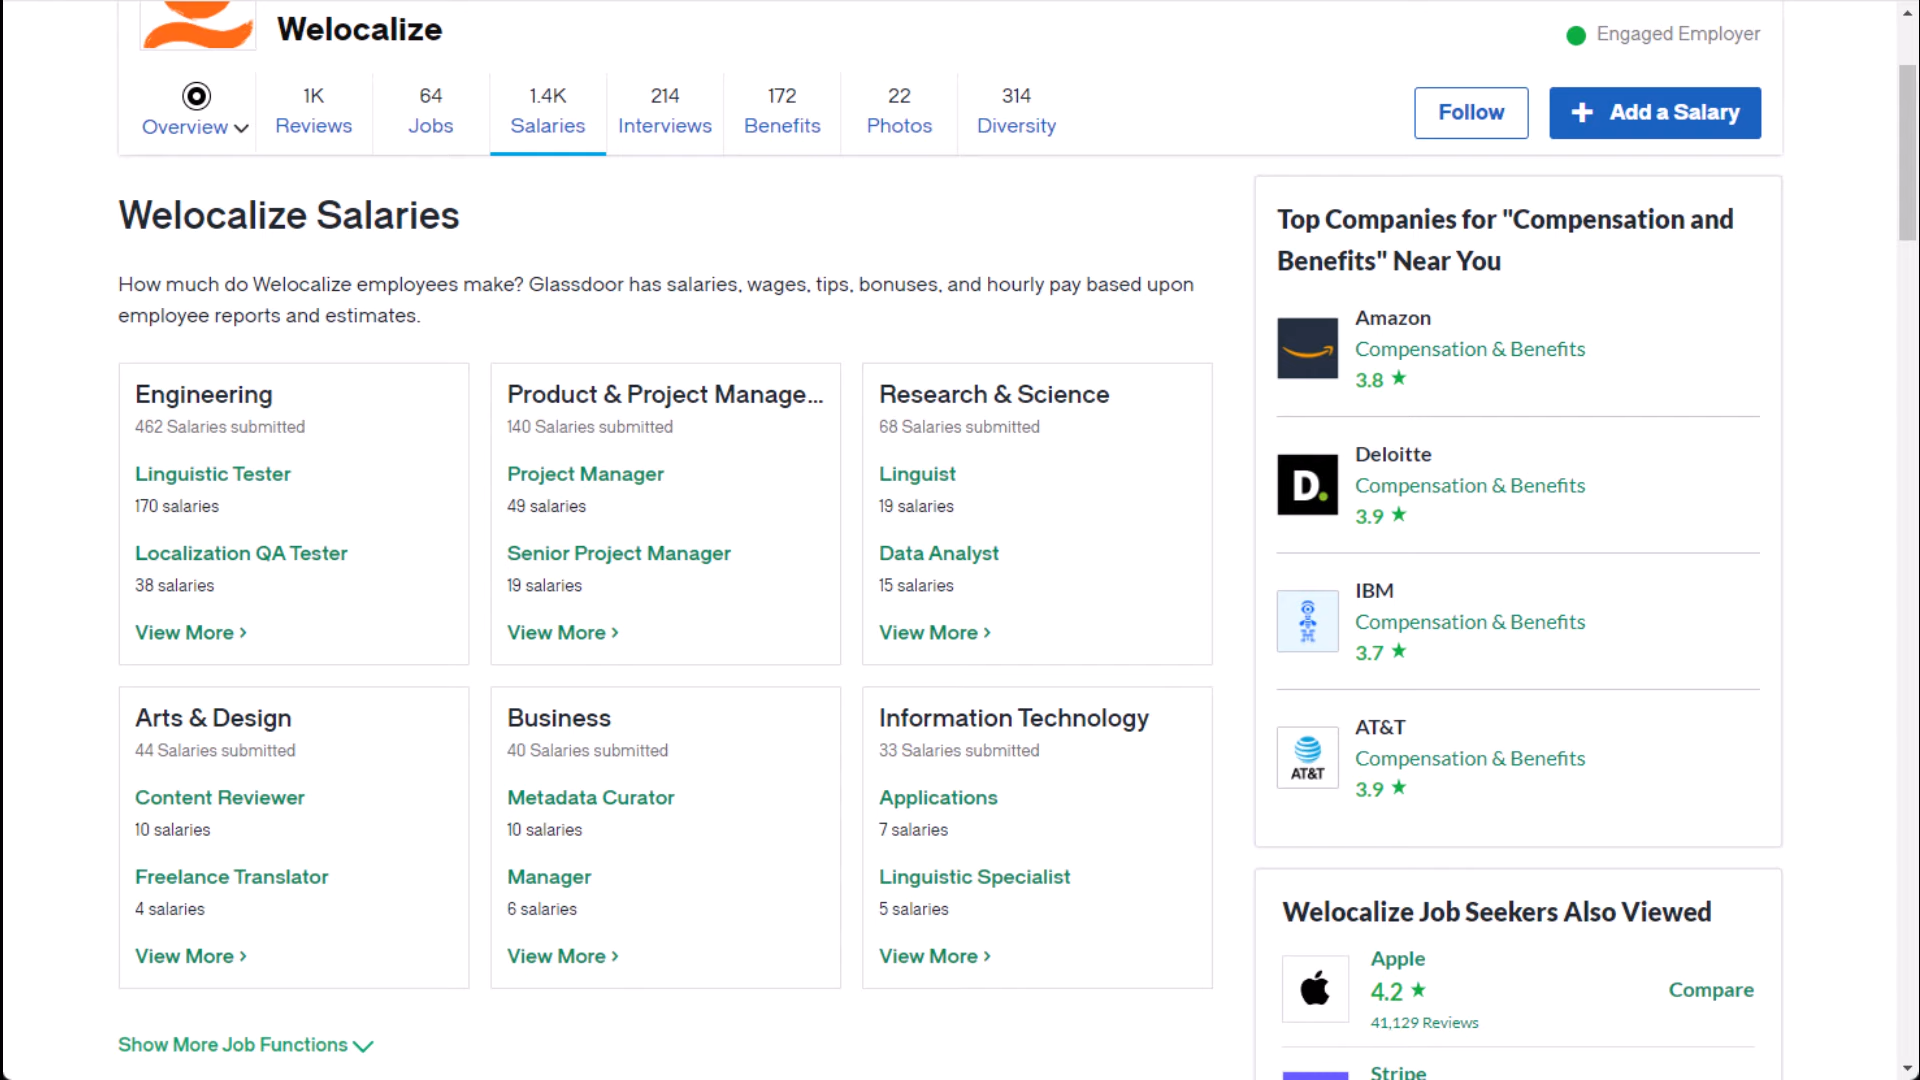 Welocalize
Engaged Employer
Overview
1K
Reviews
64
Jobs
1.4K
Salaries
214
Interviews
172
Benefits
22
Photos
314
Diversity
Follow
+ Add a Salary
Welocalize Salaries
How much do Welocalize employees make? Glassdoor has salaries, wages, tips, bonuses, and hourly pay based upon
employee reports and estimates.
Engineering
462 Salaries submitted
Linguistic Tester
170 salaries
Localization QA Tester
38 salaries
View More ›
Product & Project Manage...
140 Salaries submitted
Project Manager
49 salaries
Senior Project Manager
19 salaries
View More ›
Research & Science
68 Salaries submitted
Linguist
19 salaries
Data Analyst
15 salaries
View More ›
Arts & Design
44 Salaries submitted
Content Reviewer
10 salaries
Freelance Translator
4 salaries
View More ›
Business
40 Salaries submitted
Metadata Curator
10 salaries
Manager
6 salaries
View More ›
Information Technology
33 Salaries submitted
Applications
7 salaries
Linguistic Specialist
5 salaries
View More ›
Show More Job Functions
Top Companies for "Compensation and
Benefits" Near You
Amazon
Compensation & Benefits
3.8 ★
D.
Deloitte
Compensation & Benefits
3.9 ★
IBM
Compensation & Benefits
3.7 ★
AT&T
AT&T
Compensation & Benefits
3.9 ★
Welocalize Job Seekers Also Viewed
Apple
4.2 ★
41,129 Reviews
Compare
Stripe